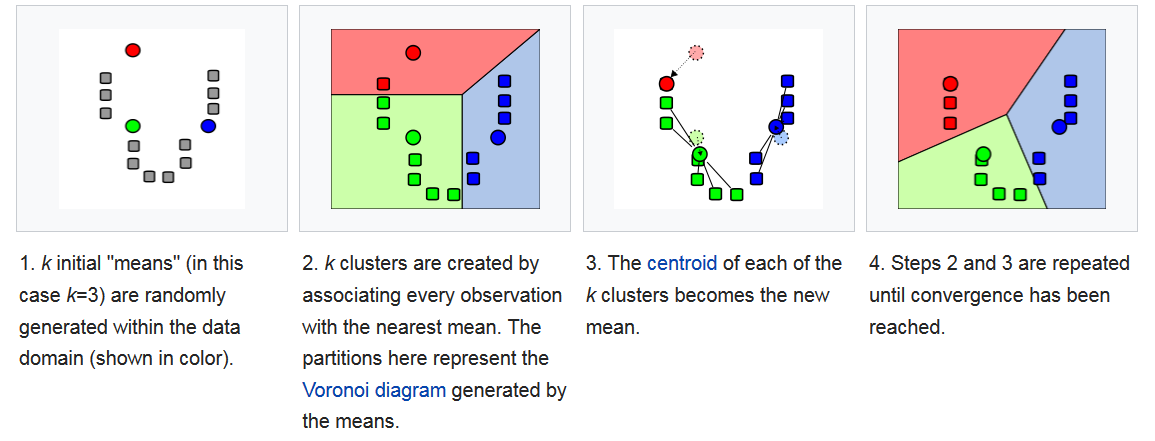 1. k initial "means" (in this
case k=3) are randomly
generated within the data
domain (shown in color).
2. k clusters are created by
associating every observation
with the nearest mean. The
partitions here represent the
Voronoi diagram generated by
the means.
3. The centroid of each of the
k clusters becomes the new
mean.
4. Steps 2 and 3 are repeated
until convergence has been
reached.